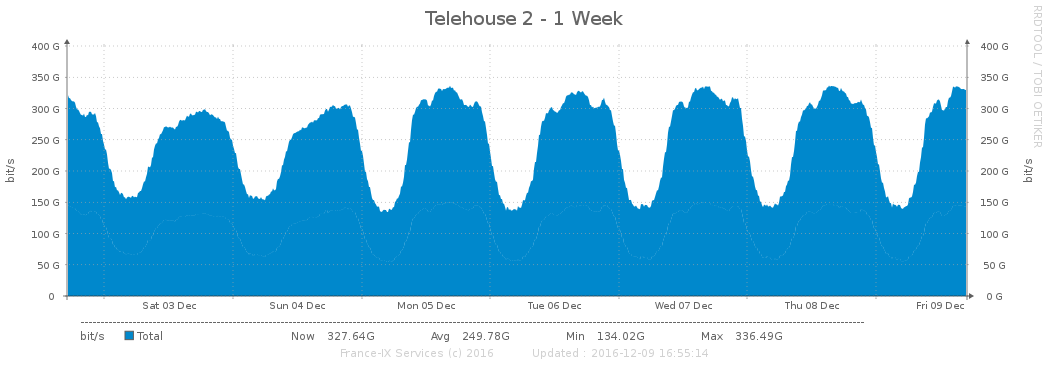 Telehouse 2 - 1 Week
RRDTOOL / TOBI OETIKER
bit/s
400 G
350 G
300 G
250 G
200 G
150 G
100 G
50 G
0
400 G
350 G
300 G
250 G
200 G
150 G
100 G
50 G
0 G
bit/s
Sat 03 Dec Sun 04 Dec Mon 05 Dec Tue 06 Dec Wed 07 Dec Thu 08 Dec Fri 09 Dec
bit/s Total Now 327.64G Avg 249.78G Min 134.02G Max 336.49G
France-IX Services (c) 2016 Updated : 2016-12-09 16:55:14